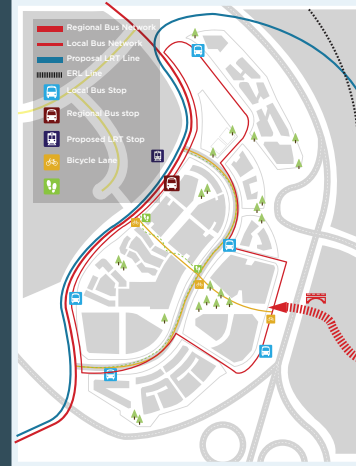 Regional Bus Network
Local Bus Network
Proposal LRT Line
ERL Line
Local Bus Stop
Regional Bus stop
Proposed LRT Stop
Bicycle Lane